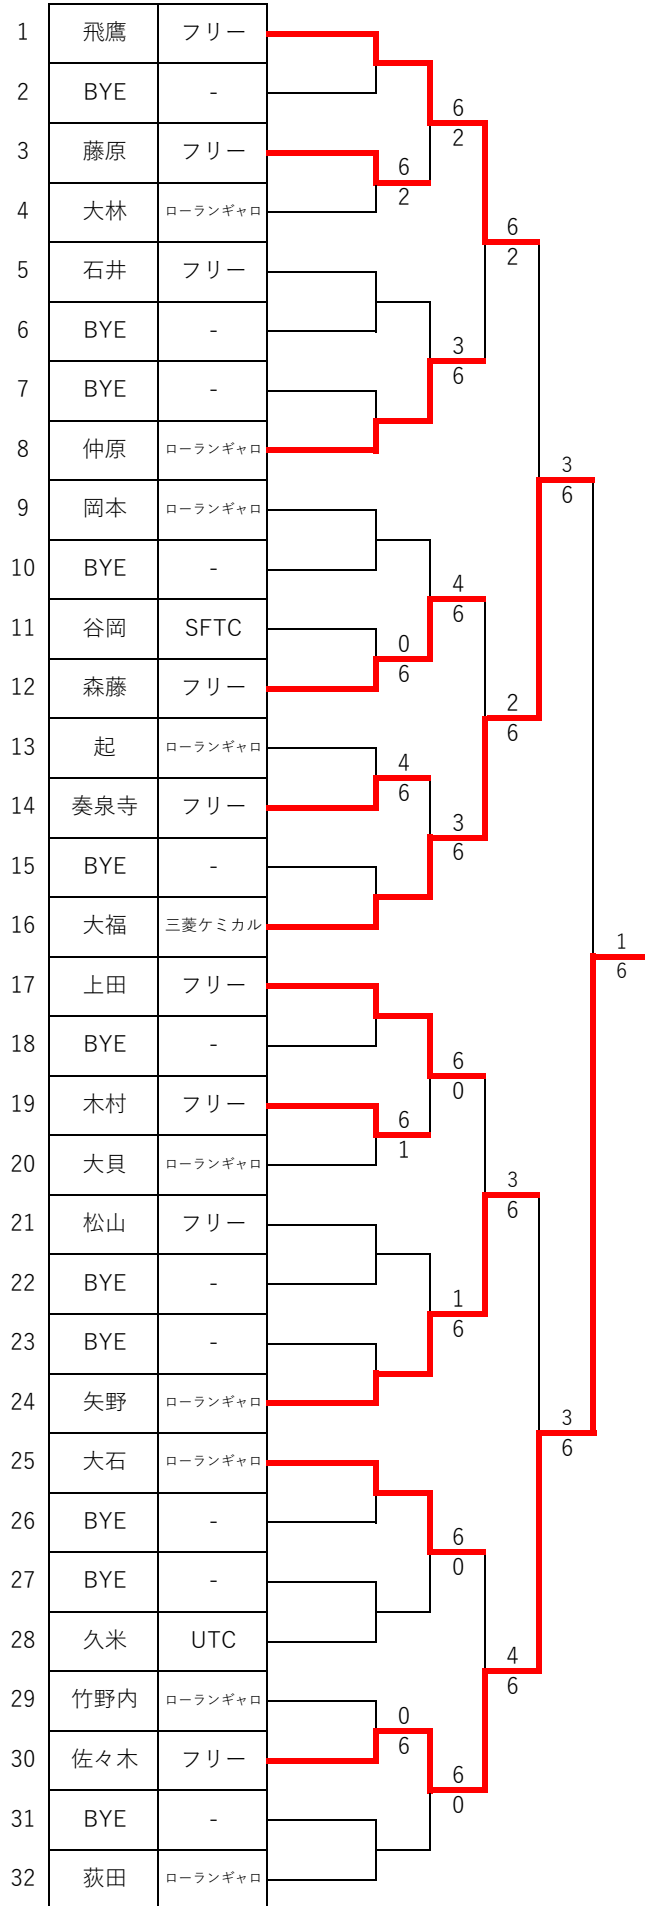 1 飛鷹 フリー
2 BYE -
6
2
3 藤原 フリー
6
2
4 大林 ローランギャロ
6
2
5 石井 フリー
6 BYE -
3
6
7 BYE -
8 仲原 ローランギャロ
3
6
9 岡本 ローランギャロ
10 BYE -
4
6
11 谷岡 SFTC
0
6
12 森藤 フリー
2
6
13 起 ローランギャロ
4
6
14 奏泉寺 フリー
3
6
15 BYE -
16 大福 三菱ケミカル
1
6
17 上田 フリー
18 BYE -
6
0
19 木村 フリー
6
1
20 大貝 ローランギャロ
3
6
21 松山 フリー
22 BYE -
1
6
23 BYE -
24 矢野 ローランギャロ
3
6
25 大石 ローランギャロ
26 BYE -
6
0
27 BYE -
28 久米 UTC
4
6
29 竹野内 ローランギャロ
0
6
30 佐々木 フリー
6
0
31 BYE -
32 荻田 ローランギャロ